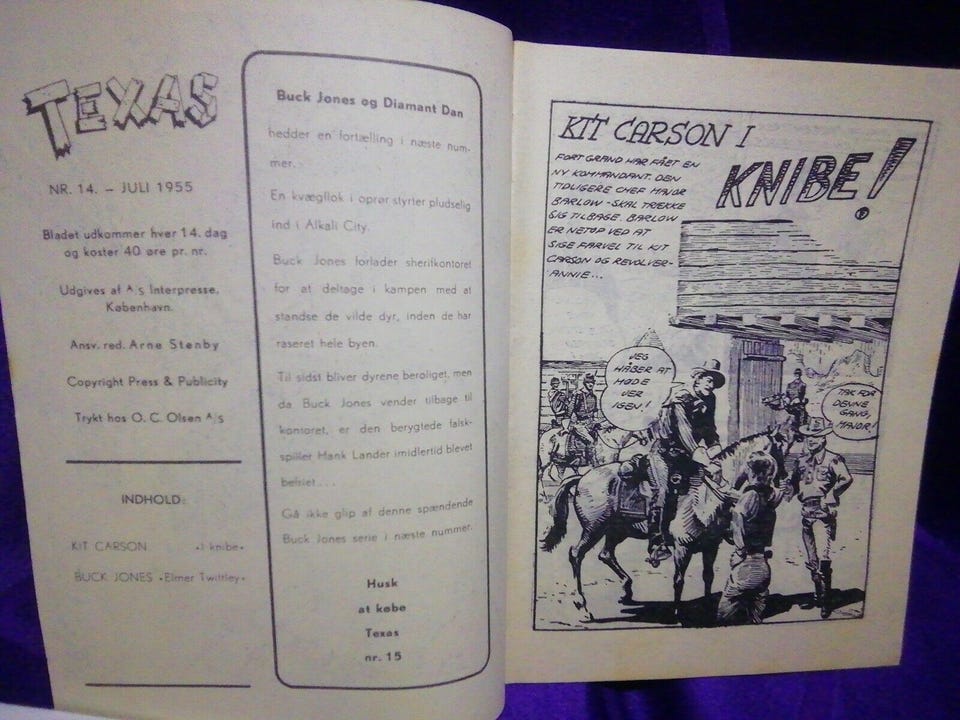 TEXAS
NR. 14. – JULI 1955
Bladet udkommer hver 14. dag
og koster 40 øre pr. nr.
Udgives af A/S Interpresse,
København.
Ansv. red. Arne Stenby
Copyright Press & Publicity
Trykt hos O. C. Olsen A/S
INDHOLD:
KIT CARSON •I knibe•
BUCK JONES •Elmer Twittley•
Buck Jones og Diamant Dan
hedder en fortælling i næste num-
mer.
En kvægflok i oprør styrter pludselig
ind i Alkali City.
Buck Jones forlader sherifkontoret
for at deltage i kampen med at
standse de vilde dyr, inden de har
raseret hele byen.
Til sidst bliver dyrene beroliget, men
da Buck Jones vender tilbage til
kontoret, er den berygtede falsk-
spiller Hank Lander imidlertid blevet
befriet . . .
Gå ikke glip af denne spændende
Buck Jones serie i næste nummer.
Husk
at købe
Texas
nr. 15
KIT CARSON I
KNIBE!
FORT GRAND HAR FÅET EN
NY KOMMANDANT. DEN
TIDLIGERE CHEF MAJOR
BARLOW - SKAL TRÆKKE
SIG TILBAGE. BARLOW
ER NETOP VED AT
SIGE FARVEL TIL KIT
CARSON OG REVOLVER-
ANNIE...
JEG
HÅBER AT
MØDE
JER
IGEN!
TAK FOR
DENNE
GANG,
MAJOR!